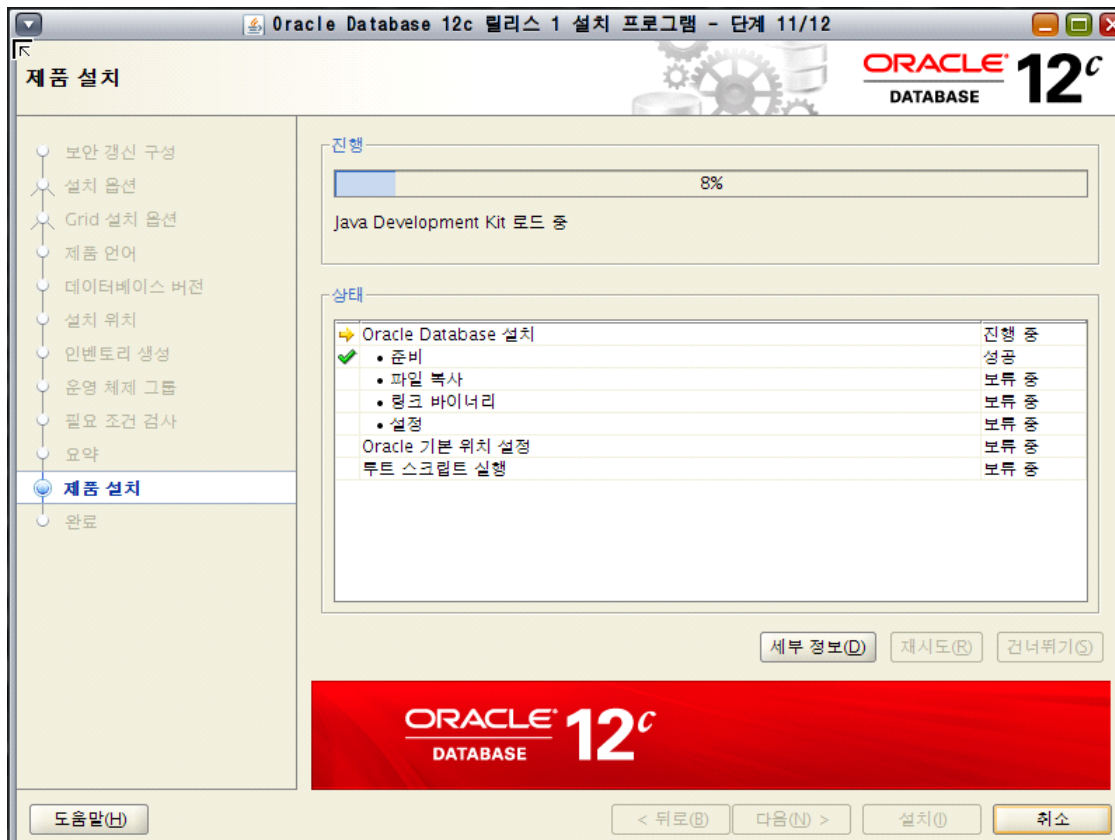 Oracle Database 12c 릴리스 1 설치 프로그램 - 단계 11/12
제품 설치
ORACLE DATABASE 12c
보안 갱신 구성
설치 옵션
Grid 설치 옵션
제품 언어
데이터베이스 버전
설치 위치
인벤토리 생성
운영 체제 그룹
필요 조건 검사
요약
제품 설치
완료
진행
8%
Java Development Kit 로드 중
상태
Oracle Database 설치 진행 중
• 준비 성공
• 파일 복사 보류 중
• 링크 바이너리 보류 중
• 설정 보류 중
Oracle 기본 위치 설정 보류 중
루트 스크립트 실행 보류 중
세부 정보(D) 재시도(R) 건너뛰기(S)
ORACLE DATABASE 12c
도움말(H) < 뒤로(B) 다음(N) > 설치(I) 취소